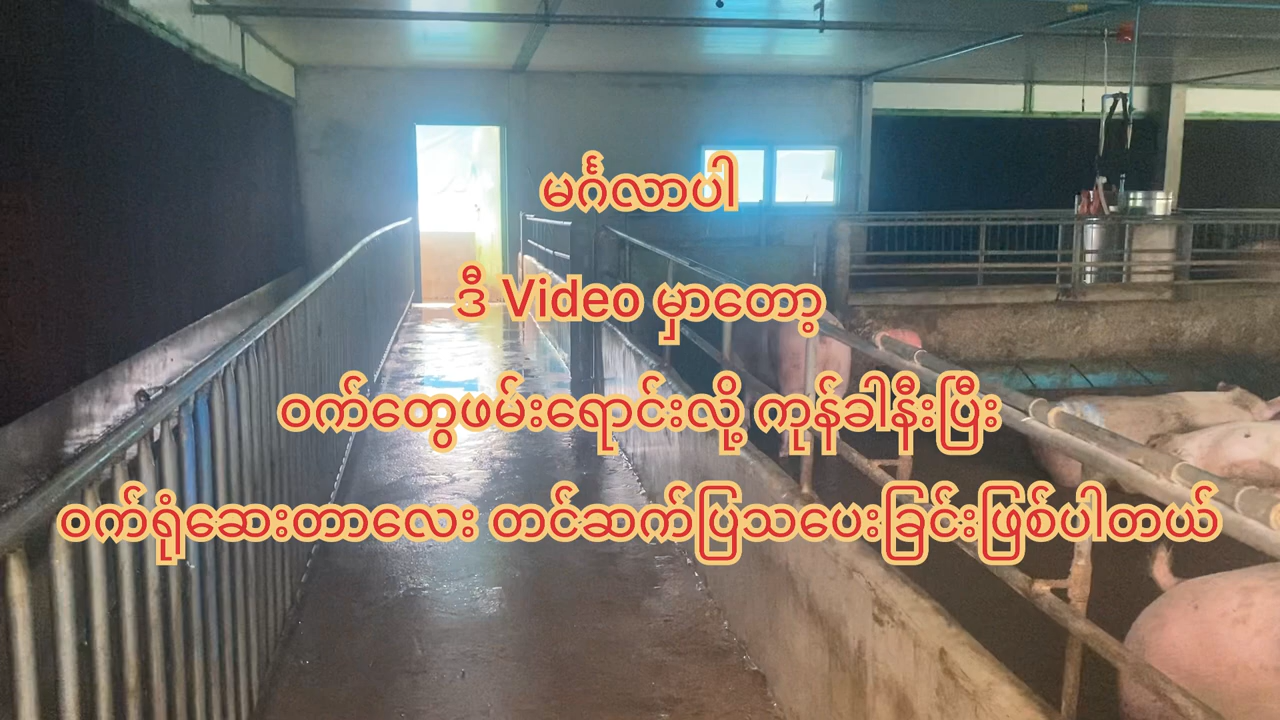 မင်္ဂလာပါ
ဒီ Video မှာတော့
ဝက်တွေဖမ်းရောင်းလို့ ကုန်ခါနီးပြီး
ဝက်ရုံဆေးတာလေး တင်ဆက်ပြသပေးခြင်းဖြစ်ပါတယ်